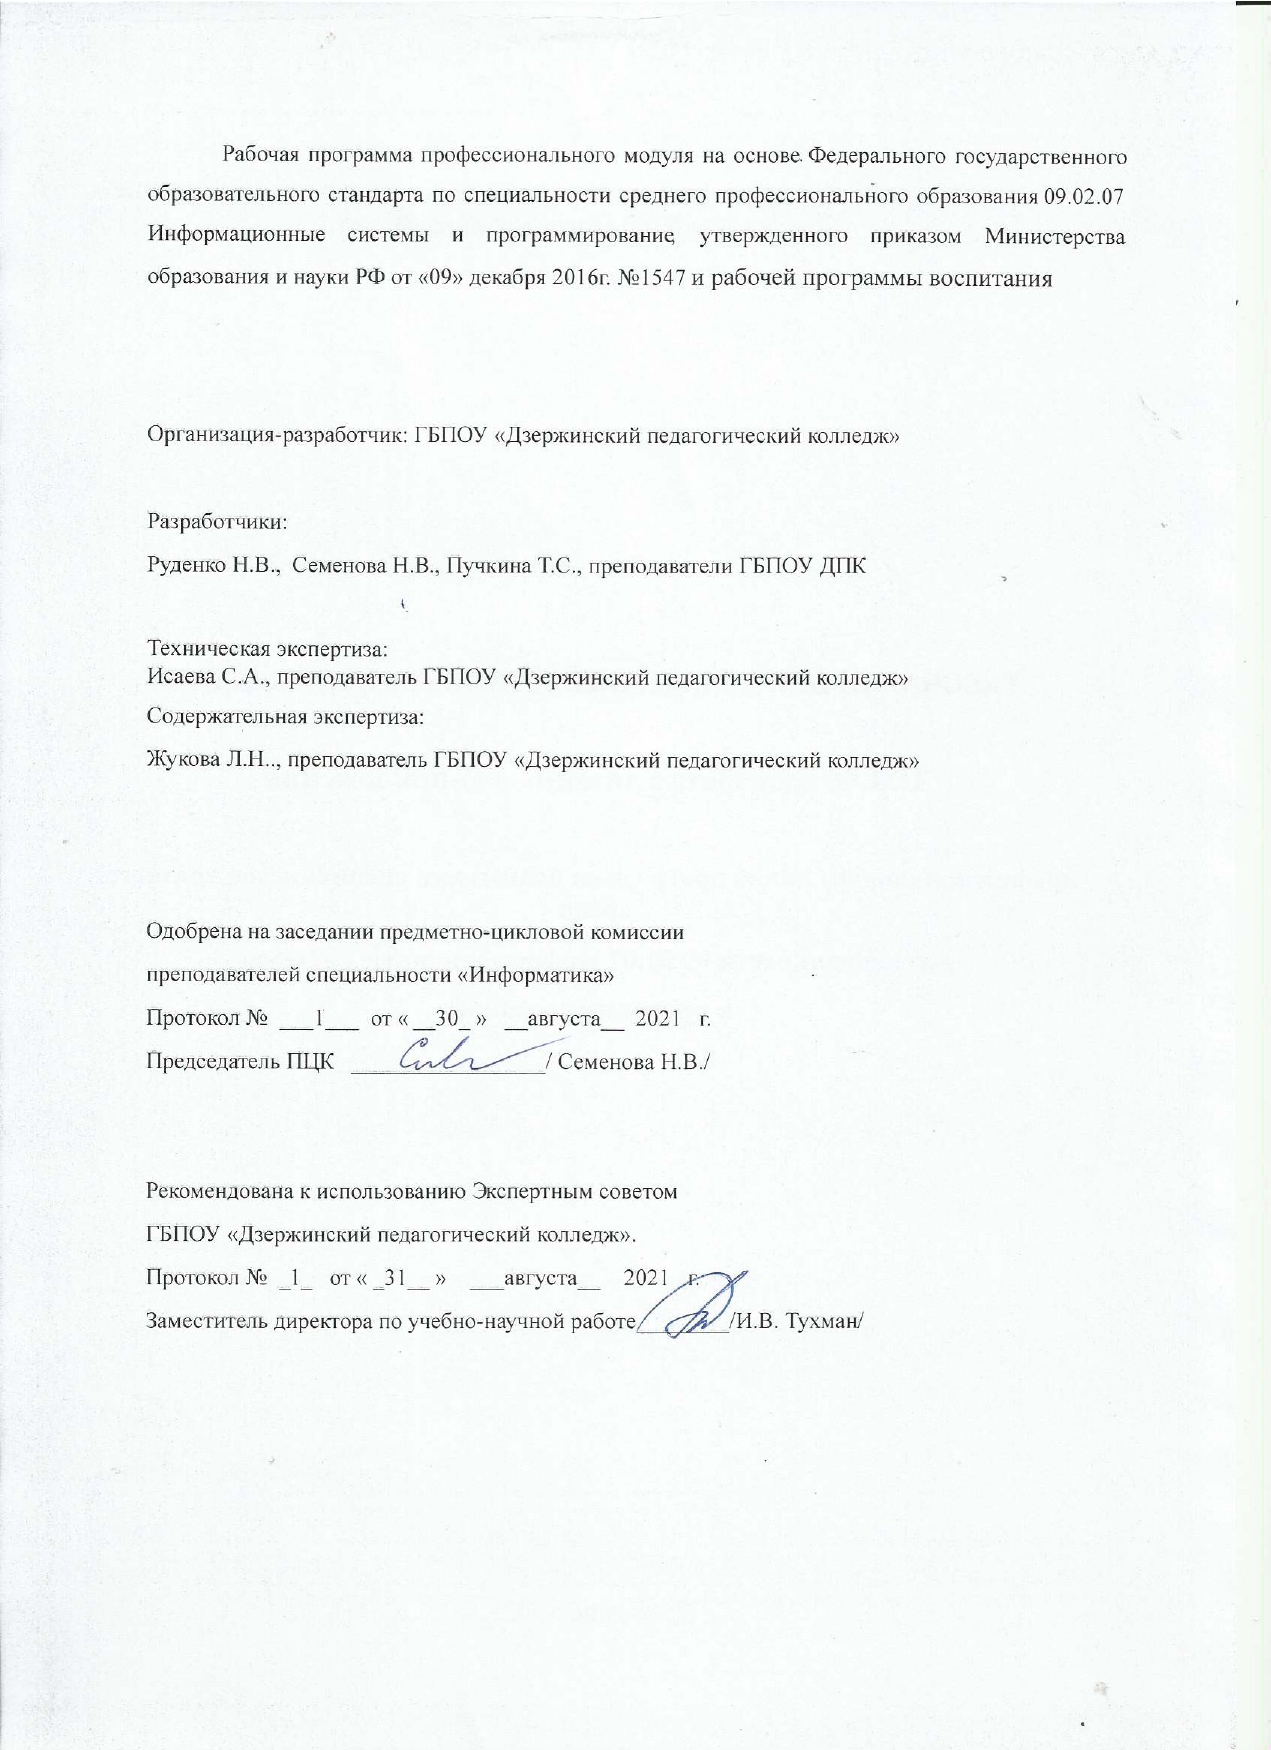 Рабочая программа профессионального модуля на основе Федерального государственного
образовательного стандарта по специальности среднего профессионального образования 09.02.07
Информационные системы и программирование, утвержденного приказом Министерства
образования и науки РФ от «09» декабря 2016г. №1547 и рабочей программы воспитания
Организация-разработчик: ГБПОУ «Дзержинский педагогический колледж»
Разработчики:
Руденко Н.В., Семенова Н.В., Пучкина Т.С., преподаватели ГБПОУ ДПК
Техническая экспертиза:
Исаева С.А., преподаватель ГБПОУ «Дзержинский педагогический колледж»
Содержательная экспертиза:
Жукова Л.Н.., преподаватель ГБПОУ «Дзержинский педагогический колледж»
Одобрена на заседании предметно-цикловой комиссии
преподавателей специальности «Информатика»
Протокол № ___1___ от «__30_» __августа__ 2021 г.
Председатель ПЦК _________________/ Семенова Н.В./
Рекомендована к использованию Экспертным советом
ГБПОУ «Дзержинский педагогический колледж».
Протокол № _1_ от «_31__» ___августа__ 2021 г.
Заместитель директора по учебно-научной работе________/И.В. Тухман/